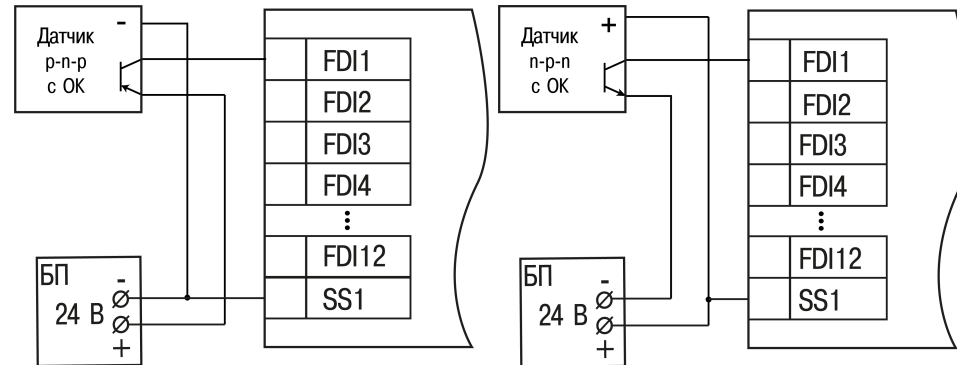 Датчик
p-n-p
с ОК
-
FDI1
FDI2
FDI3
FDI4
FDI12
SS1
БП
24 В
-
+
Датчик
n-p-n
с ОК
+
FDI1
FDI2
FDI3
FDI4
FDI12
SS1
БП
24 В
-
+